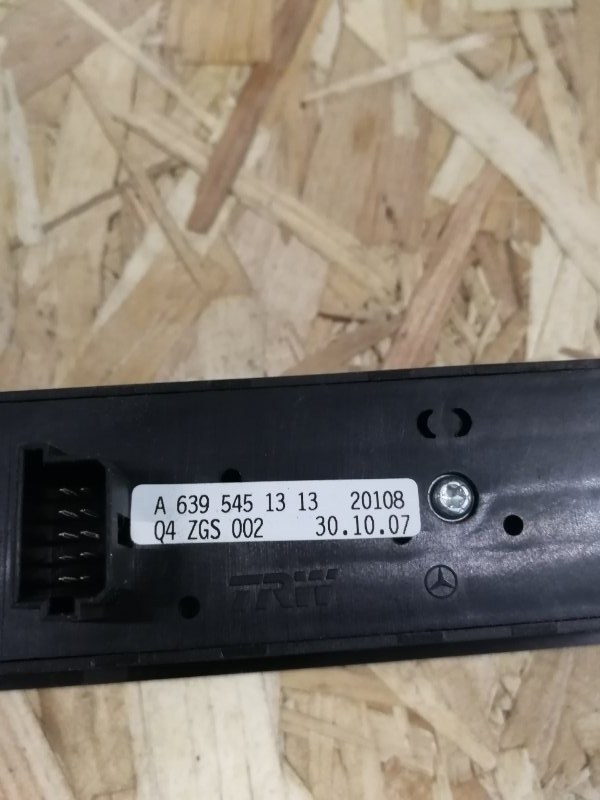 A 639 545 13 13 20108
Q4 ZGS 002 30.10.07
TRW